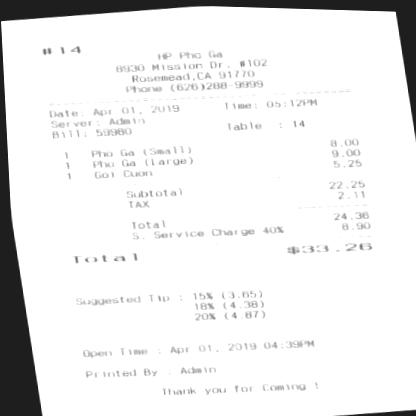 #14
HP Pho Ga
8930 Mission Dr. #102
Rosemead,CA 91770
Phone (626)288-9999
Date: Apr 01, 2019 Time: 05:12PM
Server: Admin
Bill: 59980 Table : 14
1 Pho Ga (Small) 8.00
1 Pho Ga (Large) 9.00
1 Goi Cuon 5.25
Subtotal 22.25
TAX 2.11
Total 24.36
S. Service Charge 40% 8.90
Total $33.26
Suggested Tip : 15% (3.65)
18% (4.38)
20% (4.87)
Open Time : Apr 01, 2019 04:39PM
Printed By : Admin
Thank you for Coming !